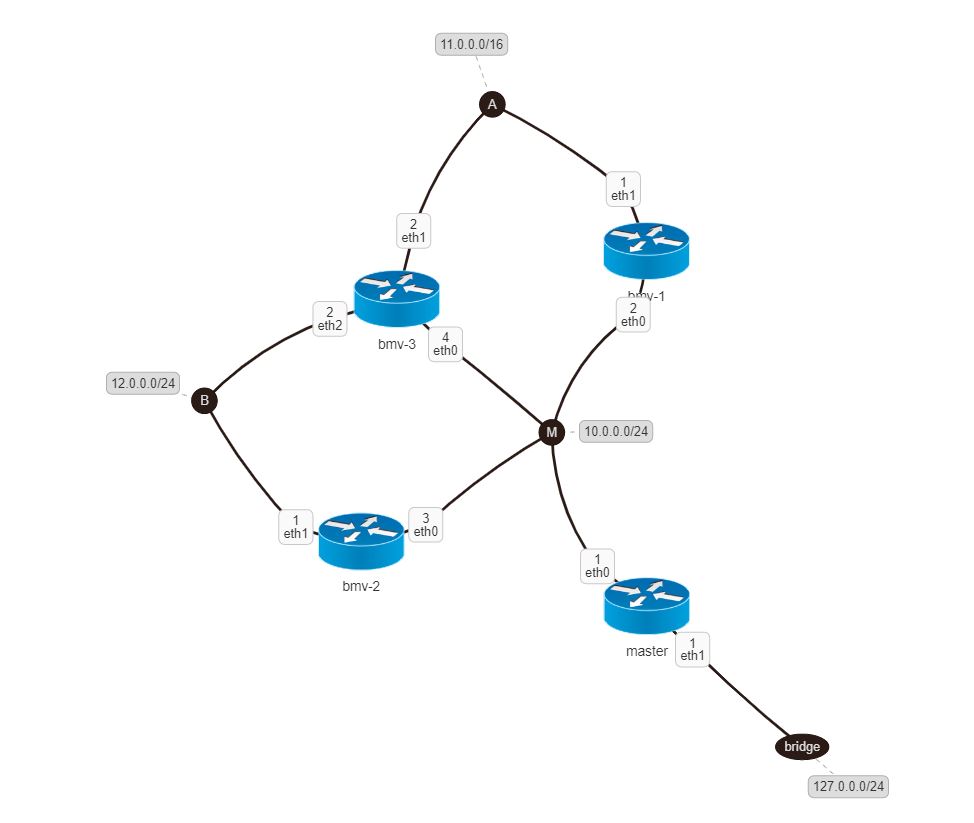 11.0.0.0/16
A
1
eth1
2
eth1
bmv-1
2
eth0
2
eth2
4
eth0
bmv-3
12.0.0.0/24
B
M
10.0.0.0/24
1
eth1
3
eth0
bmv-2
1
eth0
master
1
eth1
bridge
127.0.0.0/24